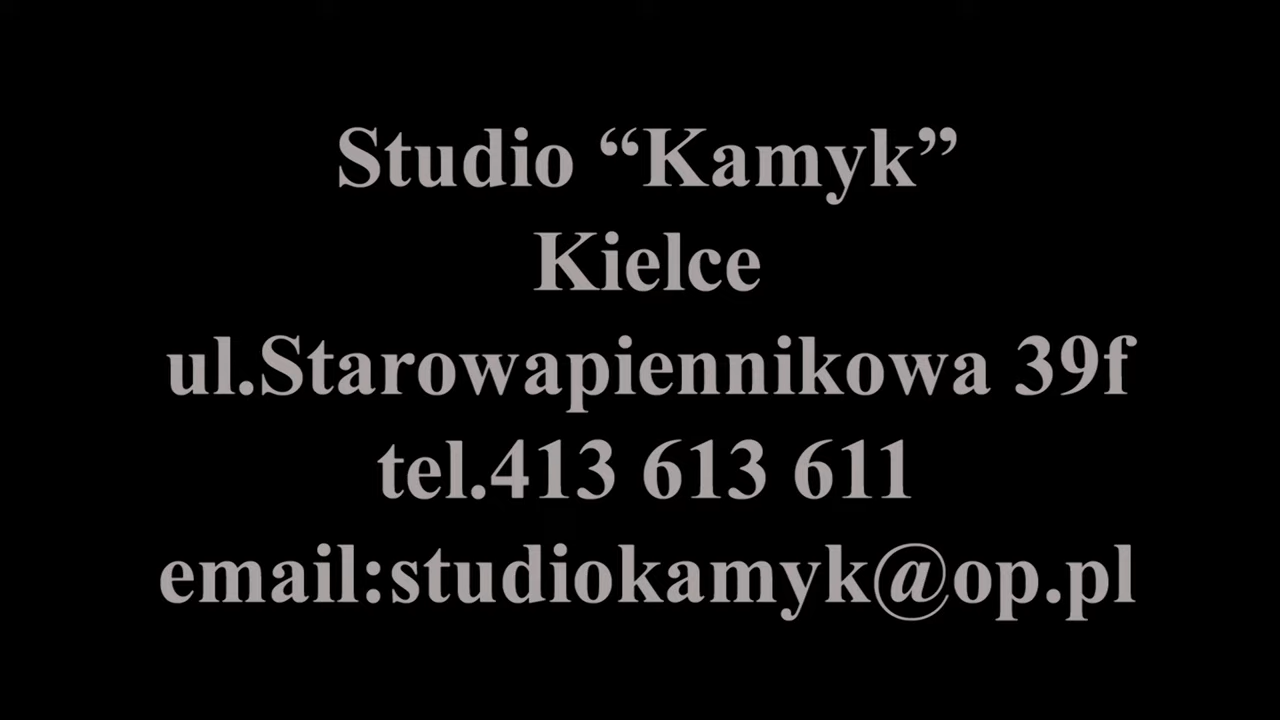 Studio “Kamyk”
Kielce
ul.Starowapiennikowa 39f
tel.413 613 611
email:studiokamyk@op.pl